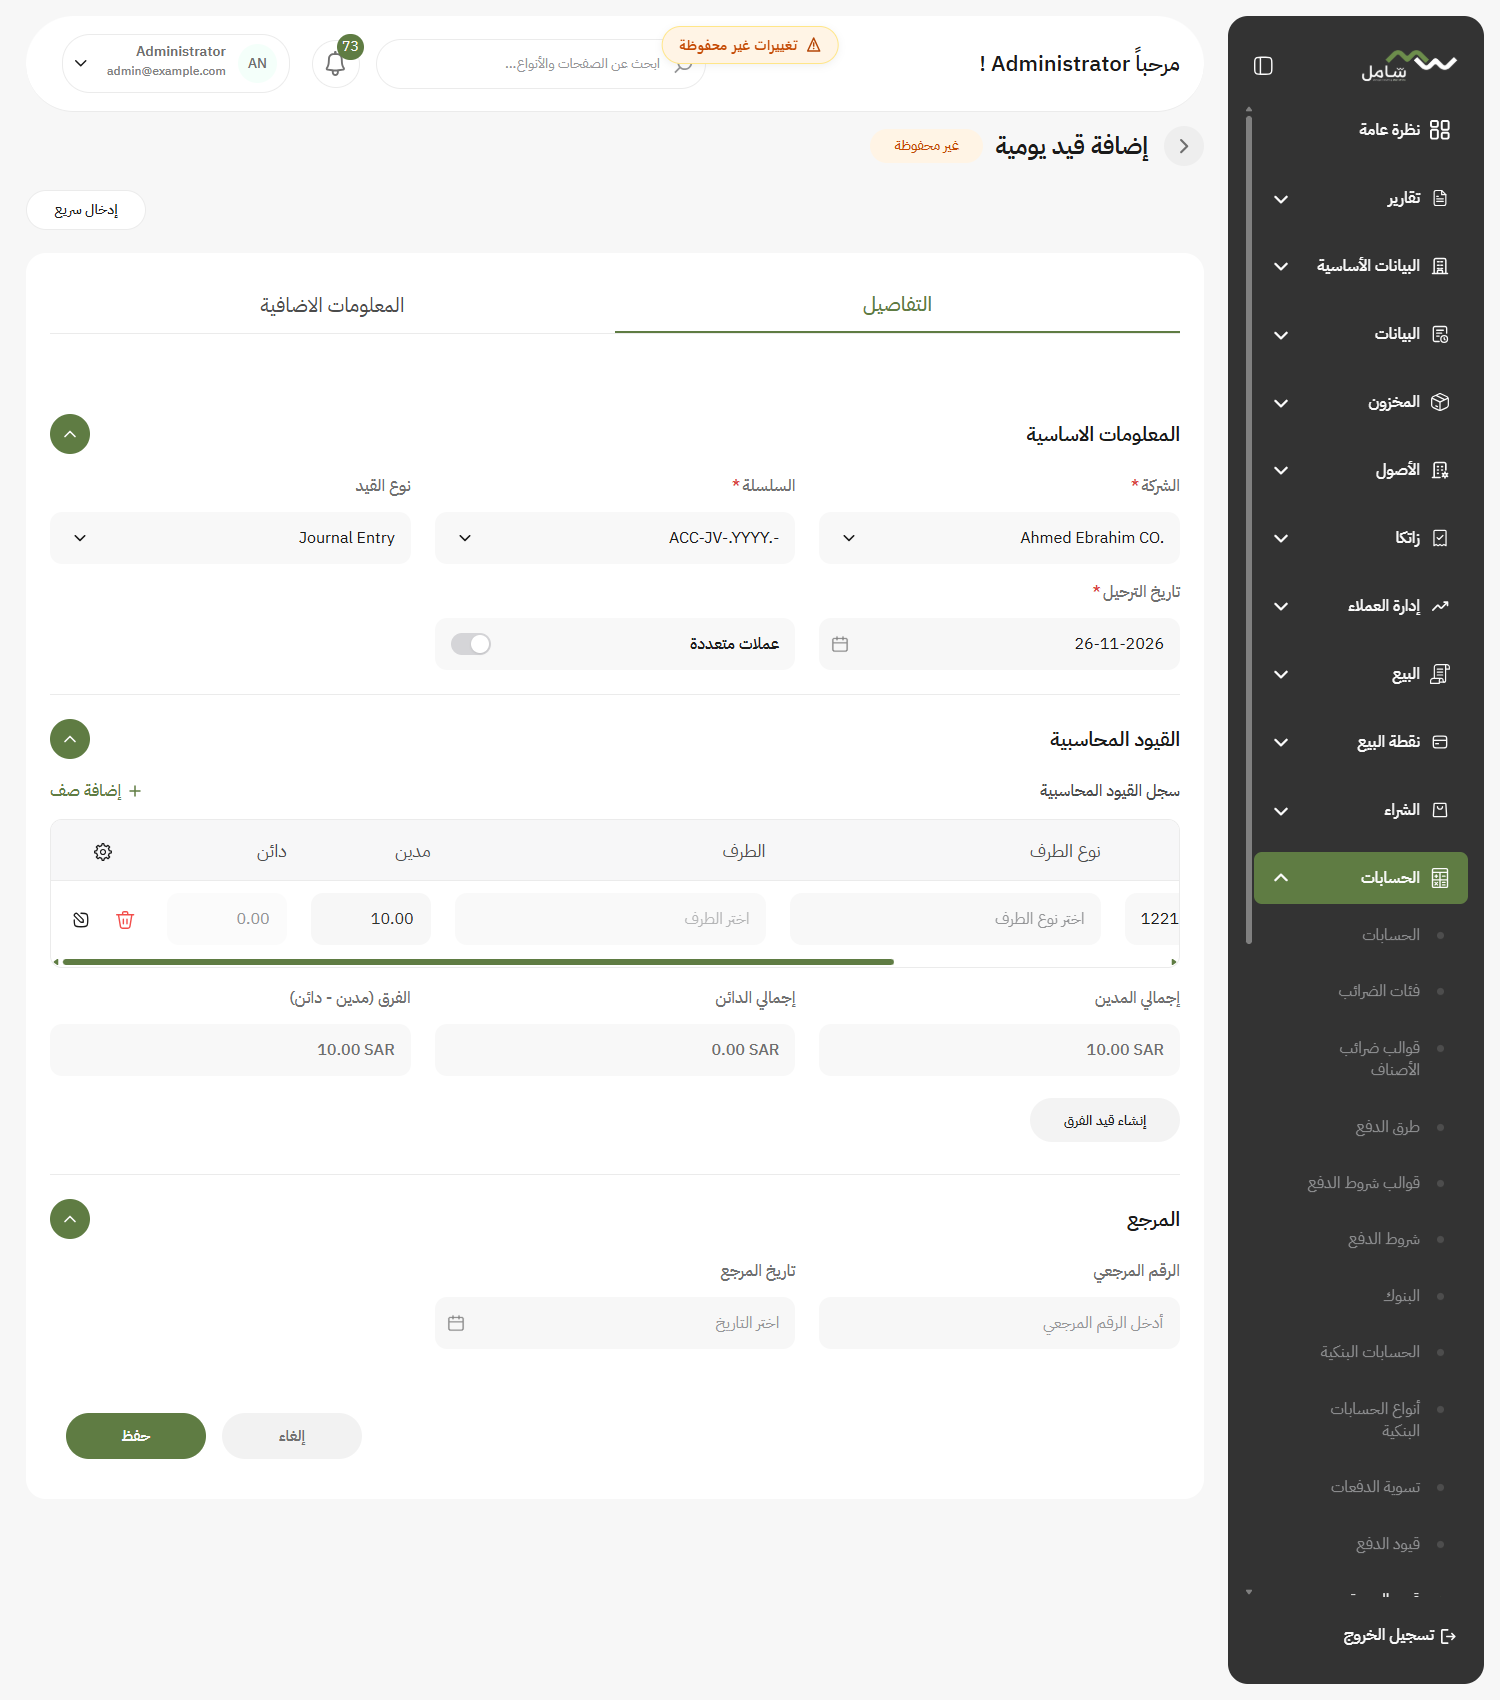 شامل
نظرة عامة
تقارير
البيانات الأساسية
البيانات
المخزون
الأصول
زاتكا
إدارة العملاء
البيع
نقطة البيع
الشراء
الحسابات
الحسابات
فئات الضرائب
قوالب ضرائب
الأصناف
طرق الدفع
قوالب شروط الدفع
شروط الدفع
البنوك
الحسابات البنكية
أنواع الحسابات
البنكية
تسوية الدفعات
قيود الدفع
تسجيل الخروج
مرحباً Administrator !
تغييرات غير محفوظة
ابحث عن الصفحات والأنواع...
73
AN
Administrator
admin@example.com
إضافة قيد يومية
غير محفوظة
إدخال سريع
التفاصيل
المعلومات الاضافية
المعلومات الاساسية
الشركة *
السلسلة *
نوع القيد
Ahmed Ebrahim CO.
ACC-JV-.YYYY.-
Journal Entry
تاريخ الترحيل *
26-11-2026
عملات متعددة
القيود المحاسبية
سجل القيود المحاسبية
إضافة صف
نوع الطرف
الطرف
مدين
دائن
1221
اختر نوع الطرف
اختر الطرف
10.00
0.00
إجمالي المدين
إجمالي الدائن
الفرق (مدين - دائن)
10.00 SAR
0.00 SAR
10.00 SAR
إنشاء قيد الفرق
المرجع
الرقم المرجعي
تاريخ المرجع
أدخل الرقم المرجعي
اختر التاريخ
إلغاء
حفظ